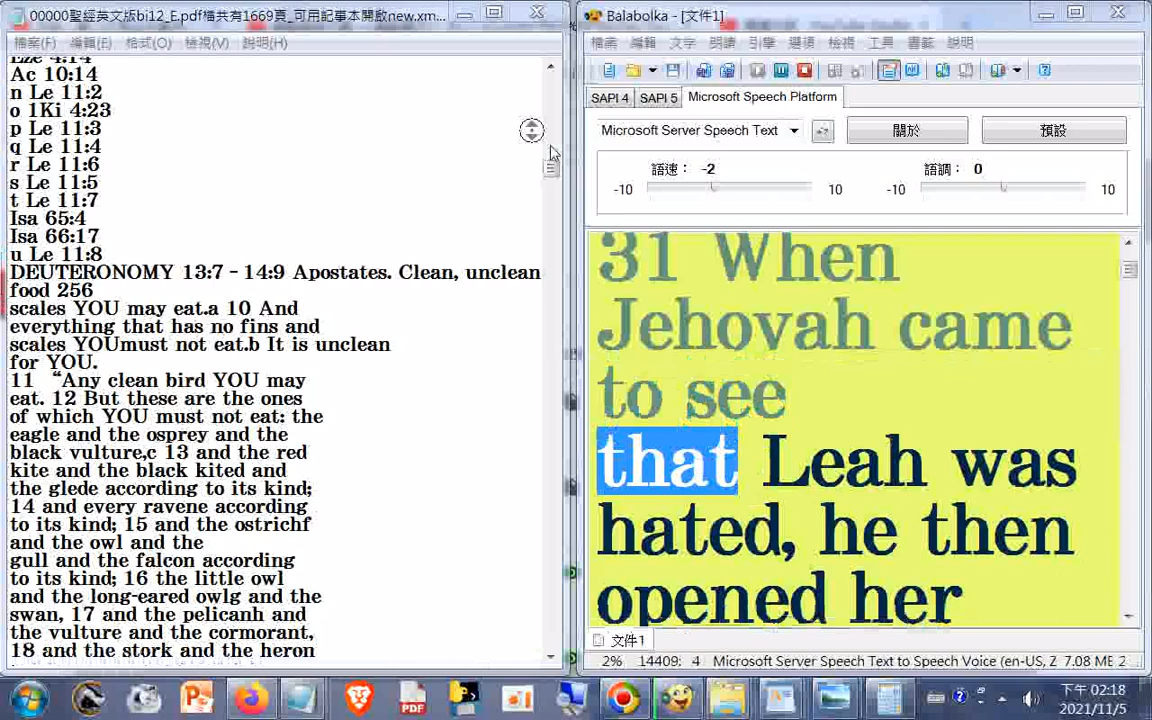 00000聖經英文版bi12_E.pdf檔共有1669頁_可用記事本開啟new.xm...
檔案(F) 編輯(E) 格式(O) 檢視(V) 說明(H)
Eze 4:14
Ac 10:14
n Le 11:2
o 1Ki 4:23
p Le 11:3
q Le 11:4
r Le 11:6
s Le 11:5
t Le 11:7
Isa 65:4
Isa 66:17
u Le 11:8
DEUTERONOMY 13:7 - 14:9 Apostates. Clean, unclean
food 256
scales YOU may eat.a 10 And
everything that has no fins and
scales YOUmust not eat.b It is unclean
for YOU.
11 “Any clean bird YOU may
eat. 12 But these are the ones
of which YOU must not eat: the
eagle and the osprey and the
black vulture,c 13 and the red
kite and the black kited and
the glede according to its kind;
14 and every ravene according
to its kind; 15 and the ostrichf
and the owl and the
gull and the falcon according
to its kind; 16 the little owl
and the long-eared owlg and the
swan, 17 and the pelicanh and
the vulture and the cormorant,
18 and the stork and the heron
Balabolka - [文件1]
檔案 編輯 文字 朗讀 引擎 選項 檢視 工具 書籤 說明
SAPI 4 SAPI 5 Microsoft Speech Platform
Microsoft Server Speech Text
關於 預設
語速： -2 語調： 0
-10 10 -10 10
31 When
Jehovah came
to see
that Leah was
hated, he then
opened her
文件1
2% 14409: 4 Microsoft Server Speech Text to Speech Voice (en-US, Z 7.08 MB 2
PDF
下午 02:18
2021/11/5